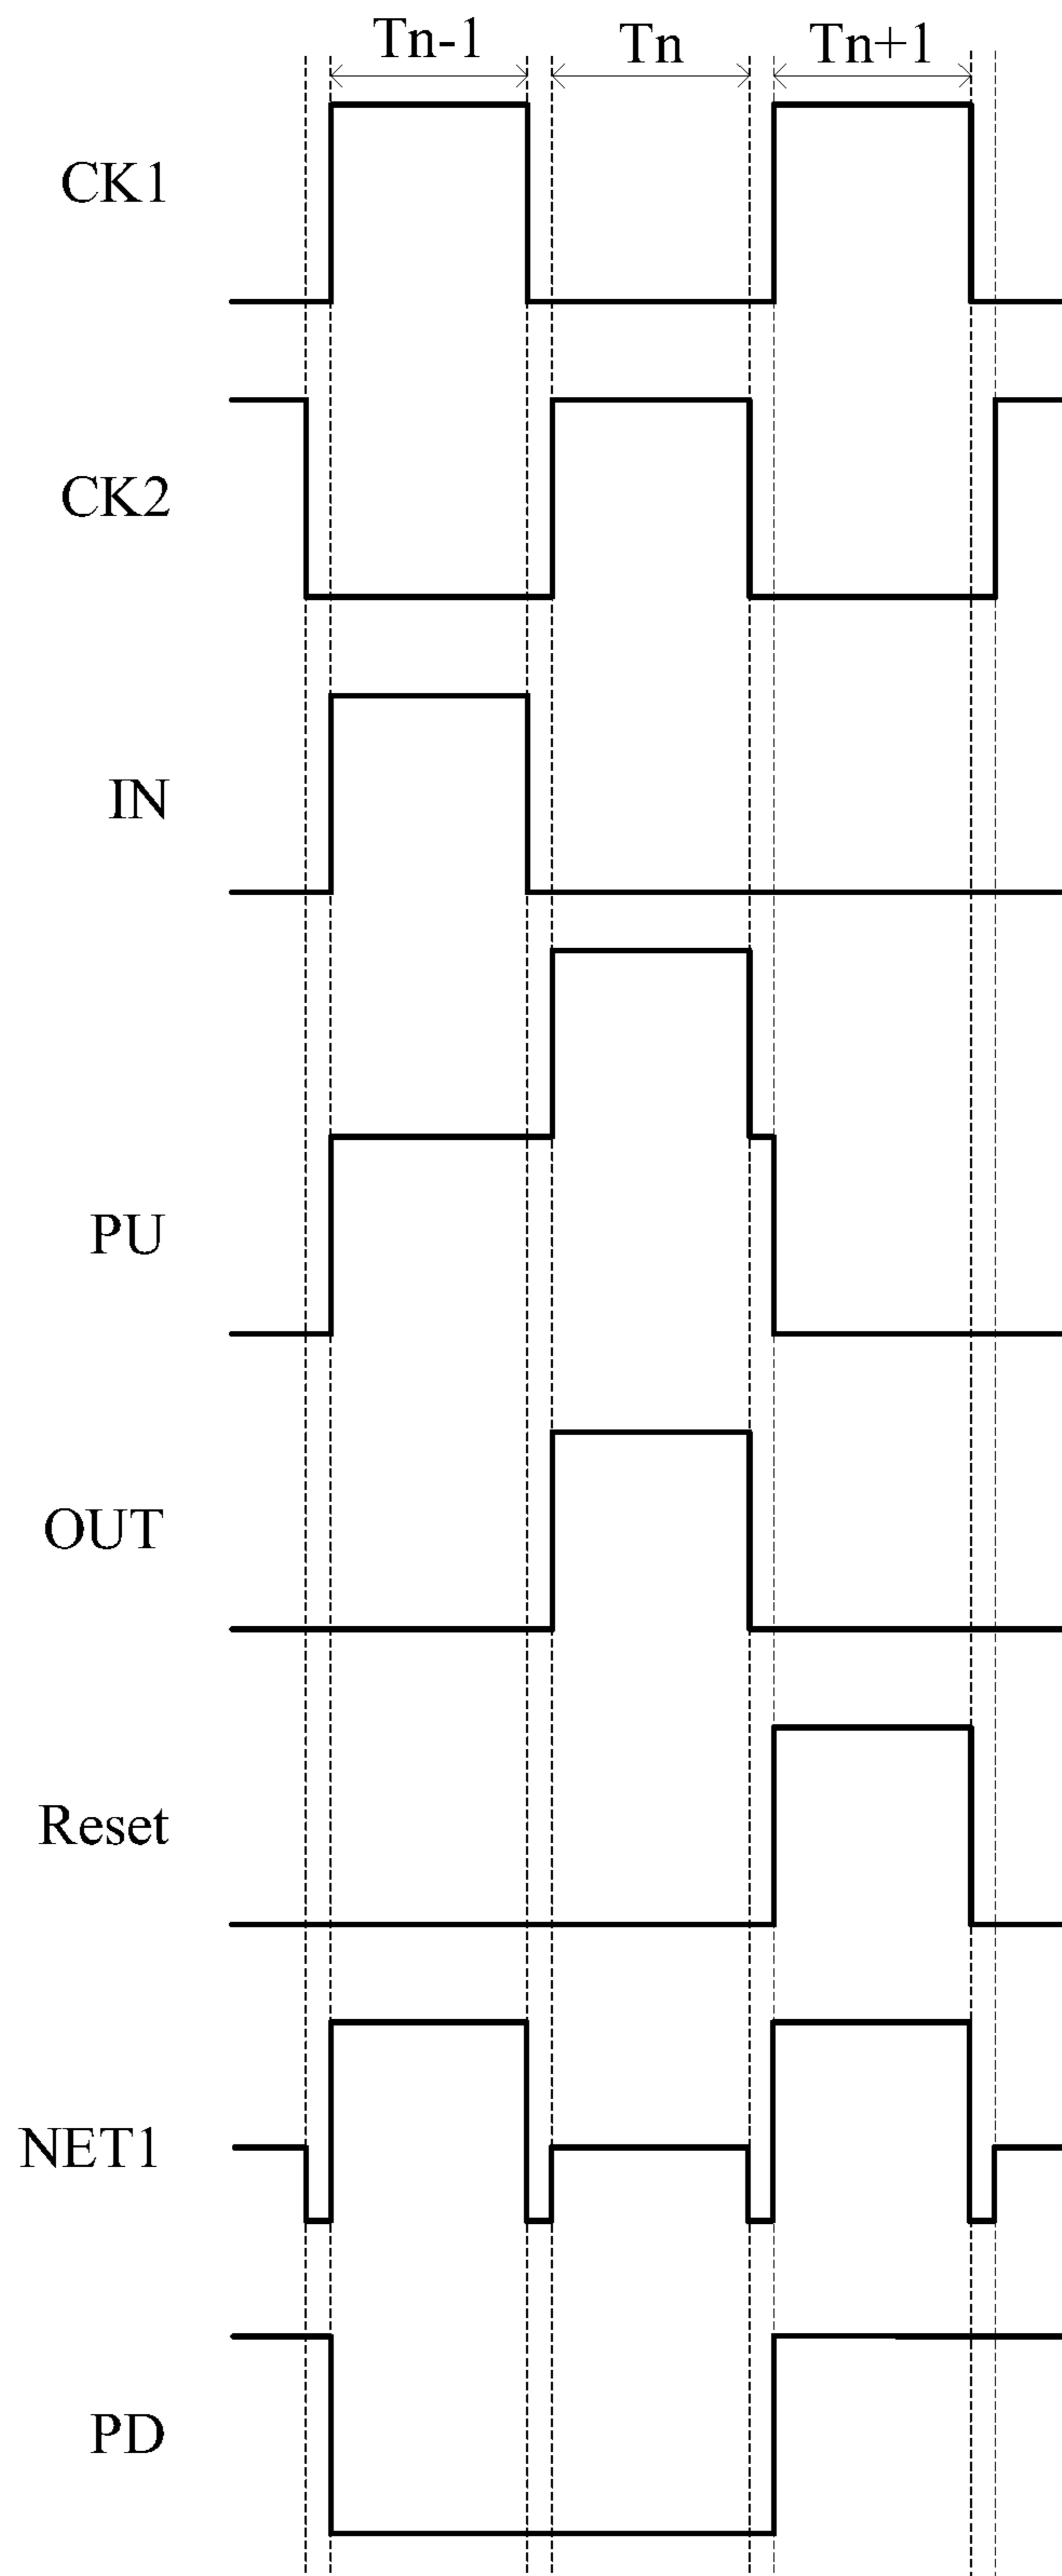 Tn-1 Tn Tn+1
CK1
CK2
IN
PU
OUT
Reset
NET1
PD